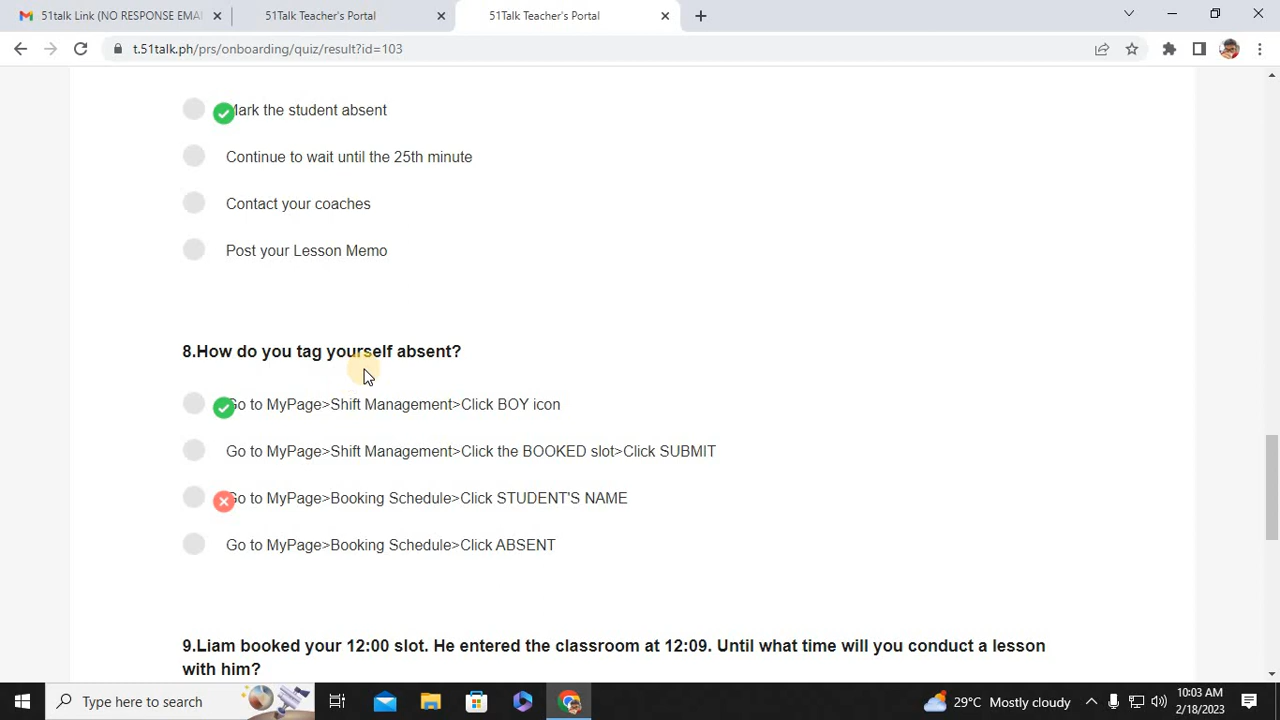 51talk Link (NO RESPONSE EMAI
51Talk Teacher's Portal
51Talk Teacher's Portal
t.51talk.ph/prs/onboarding/quiz/result?id=103
Mark the student absent
Continue to wait until the 25th minute
Contact your coaches
Post your Lesson Memo
8.How do you tag yourself absent?
Go to MyPage>Shift Management>Click BOY icon
Go to MyPage>Shift Management>Click the BOOKED slot>Click SUBMIT
Go to MyPage>Booking Schedule>Click STUDENT'S NAME
Go to MyPage>Booking Schedule>Click ABSENT
9.Liam booked your 12:00 slot. He entered the classroom at 12:09. Until what time will you conduct a lesson
with him?
Type here to search
29°C Mostly cloudy
10:03 AM
2/18/2023